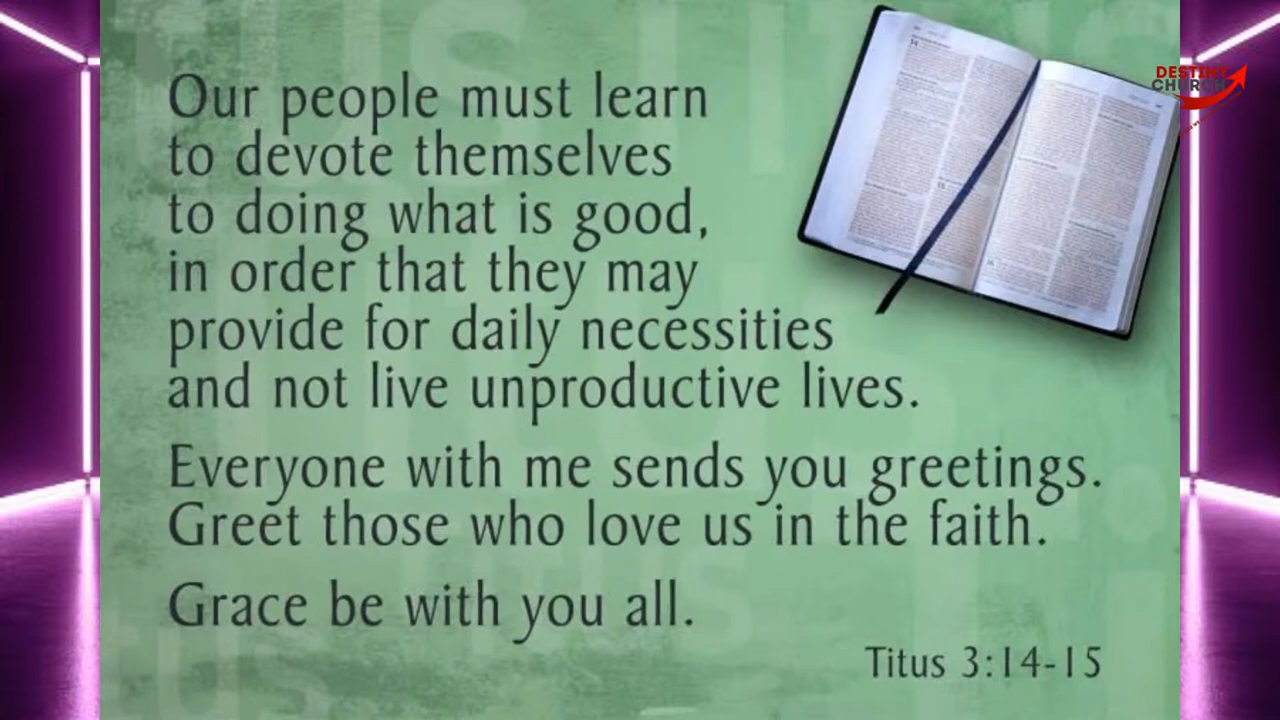 Our people must learn
to devote themselves
to doing what is good,
in order that they may
provide for daily necessities
and not live unproductive lives.
Everyone with me sends you greetings.
Greet those who love us in the faith.
Grace be with you all.
Titus 3:14-15
DESTINY
CHURCH